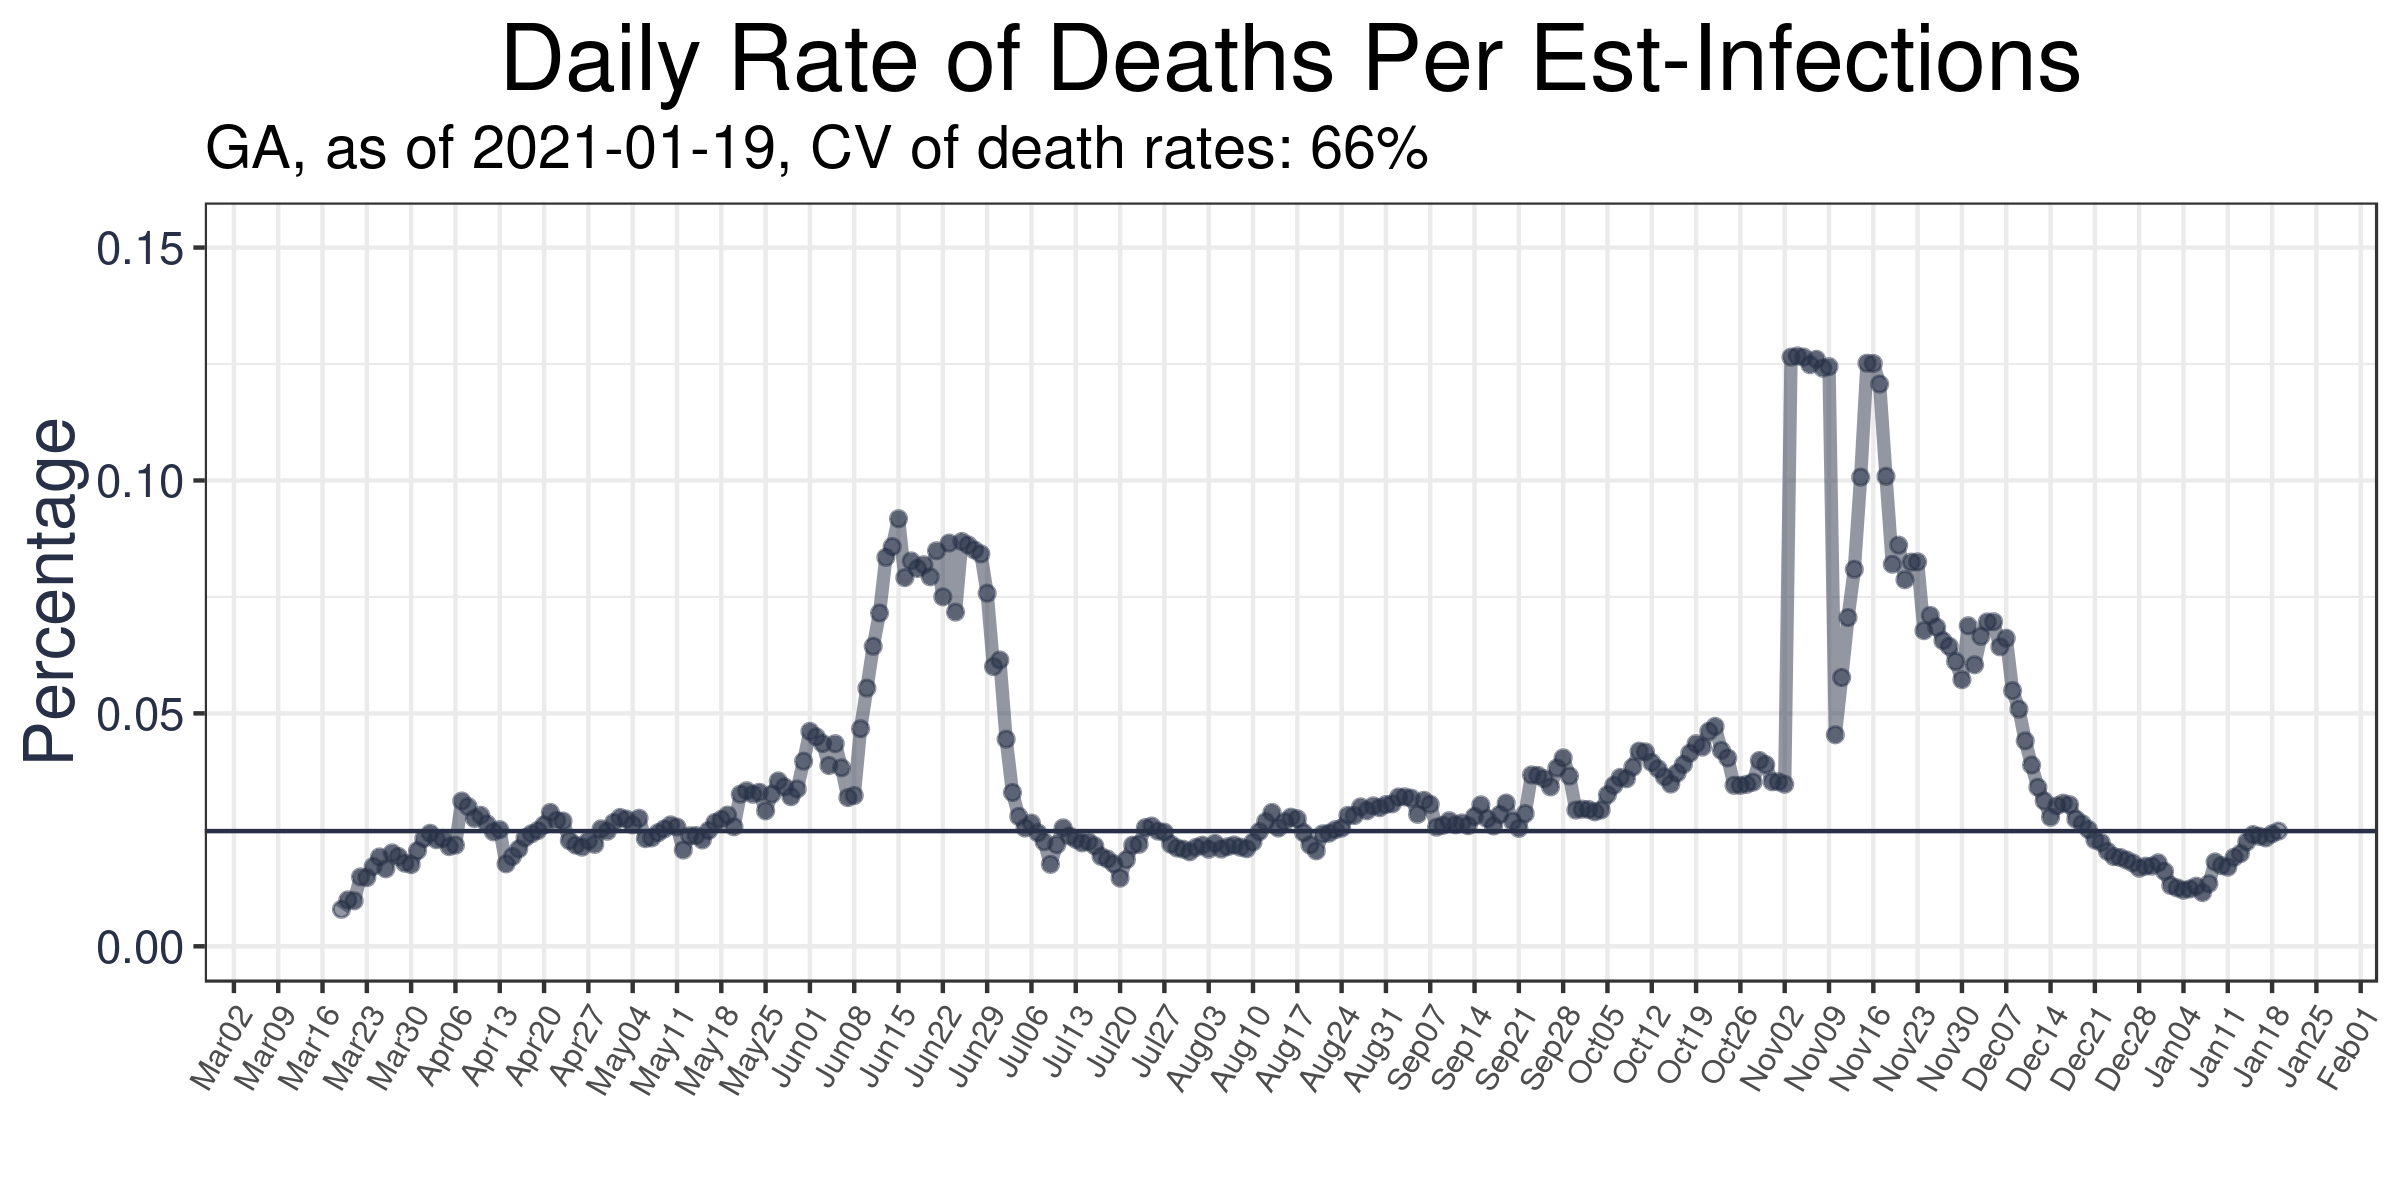 Daily Rate of Deaths Per Est-Infections
GA, as of 2021-01-19, CV of death rates: 66%
Percentage
0.15
0.10
0.05
0.00
Mar02
Mar09
Mar16
Mar23
Mar30
Apr06
Apr13
Apr20
Apr27
May04
May11
May18
May25
Jun01
Jun08
Jun15
Jun22
Jun29
Jul06
Jul13
Jul20
Jul27
Aug03
Aug10
Aug17
Aug24
Aug31
Sep07
Sep14
Sep21
Sep28
Oct05
Oct12
Oct19
Oct26
Nov02
Nov09
Nov16
Nov23
Nov30
Dec07
Dec14
Dec21
Dec28
Jan04
Jan11
Jan18
Jan25
Feb01